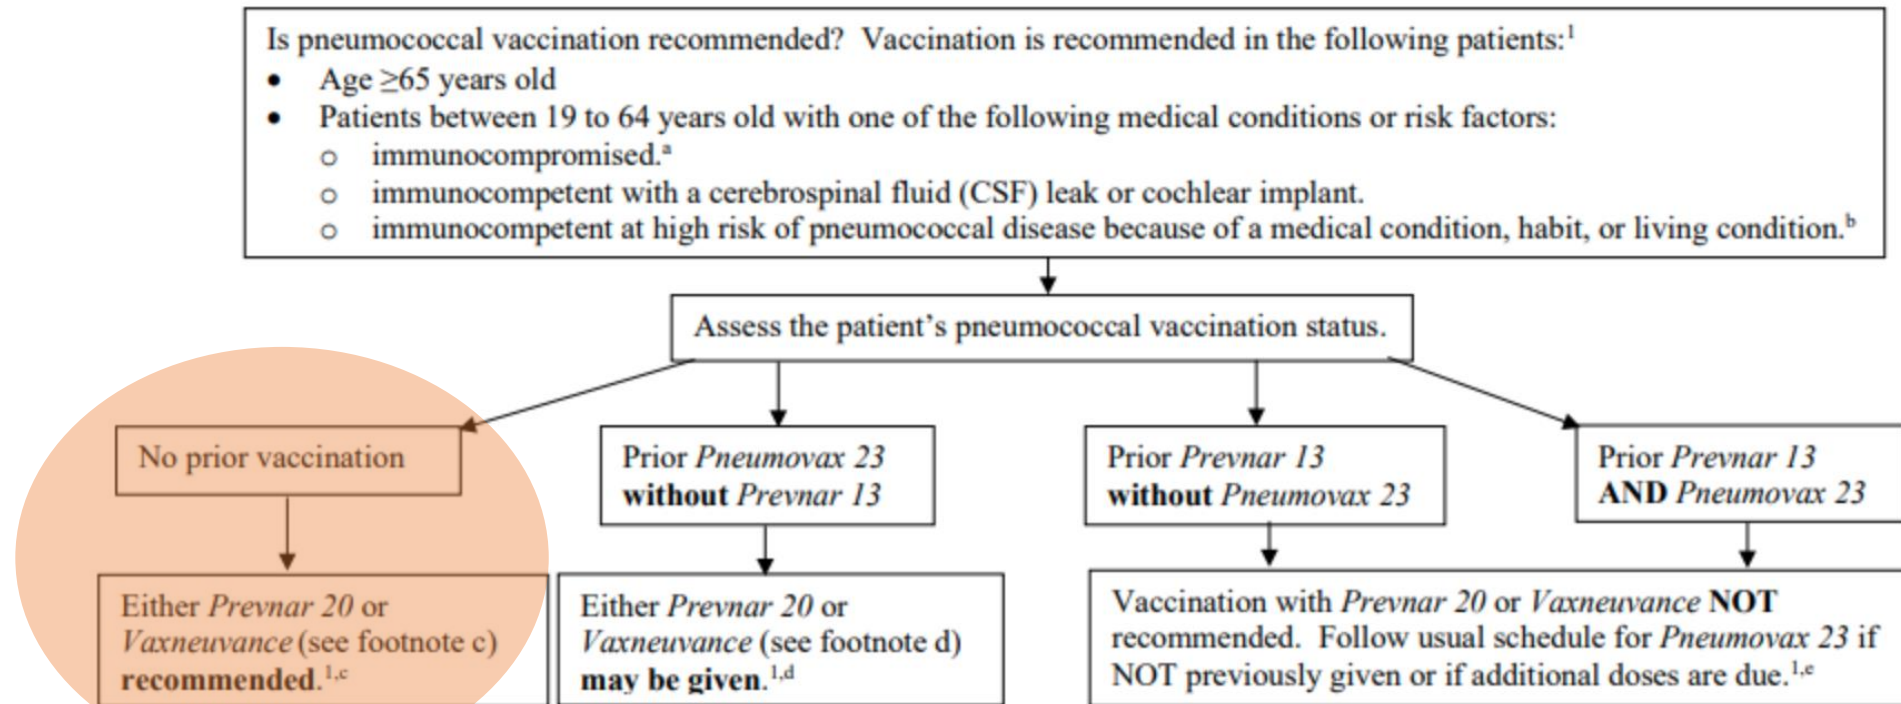 Is pneumococcal vaccination recommended?  Vaccination is recommended in the following patients:¹
• Age ≥65 years old
• Patients between 19 to 64 years old with one of the following medical conditions or risk factors:
o immunocompromised.ᵃ
o immunocompetent with a cerebrospinal fluid (CSF) leak or cochlear implant.
o immunocompetent at high risk of pneumococcal disease because of a medical condition, habit, or living condition.ᵇ
Assess the patient’s pneumococcal vaccination status.
No prior vaccination
Prior Pneumovax 23
without Prevnar 13
Prior Prevnar 13
without Pneumovax 23
Prior Prevnar 13
AND Pneumovax 23
Either Prevnar 20 or
Vaxneuvance (see footnote c)
recommended.¹,ᶜ
Either Prevnar 20 or
Vaxneuvance (see footnote d)
may be given.¹,ᵈ
Vaccination with Prevnar 20 or Vaxneuvance NOT
recommended.  Follow usual schedule for Pneumovax 23 if
NOT previously given or if additional doses are due.¹,ᵉ